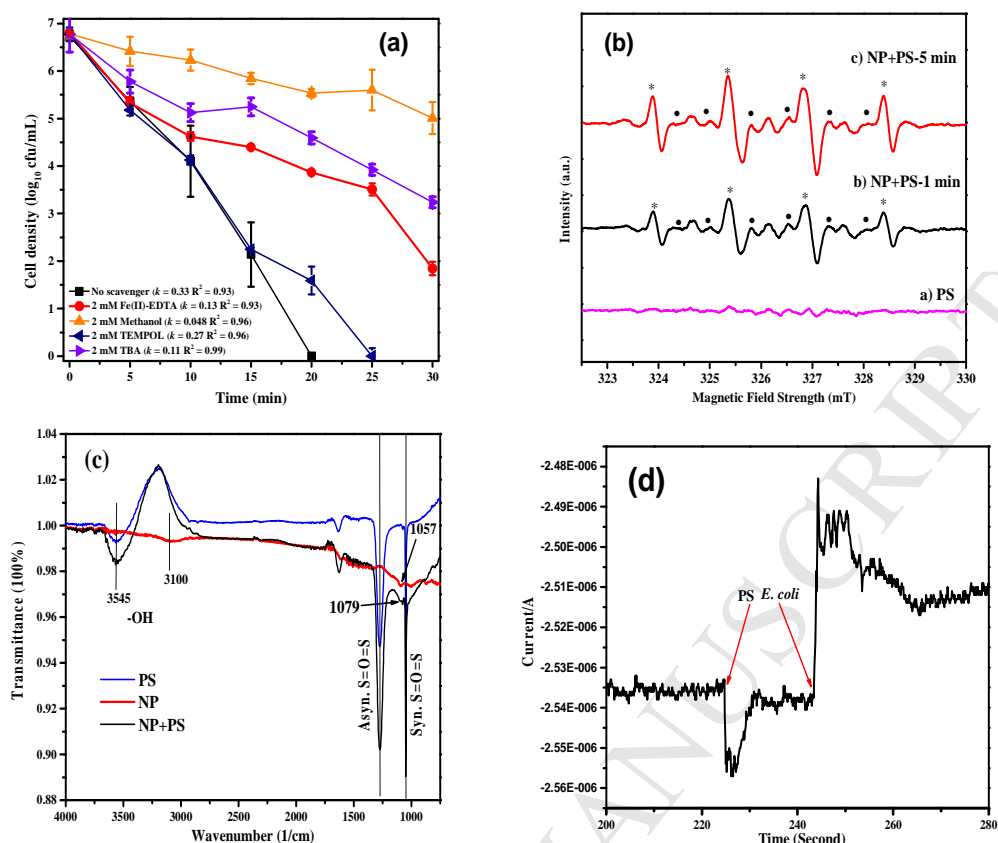 (a)
Cell density (log10 cfu/mL)
7
6
5
4
3
2
1
0
No scavenger (k = 0.33 R² = 0.93)
2 mM Fe(II)-EDTA (k = 0.13 R² = 0.93)
2 mM Methanol (k = 0.048 R² = 0.96)
2 mM TEMPOL (k = 0.27 R² = 0.96)
2 mM TBA (k = 0.11 R² = 0.99)
0 5 10 15 20 25 30
Time (min)
(b)
c) NP+PS-5 min
* * * *
Intensity (a.u.)
b) NP+PS-1 min
* * * *
a) PS
323 324 325 326 327 328 329 330
Magnetic Field Strength (mT)
(c)
Transmittance (100%)
1.04
1.02
1.00
0.98
0.96
0.94
0.92
0.90
0.88
3545
-OH
3100
1057
1079
Asyn. S=O=S
Syn. S=O=S
PS
NP
NP+PS
4000 3500 3000 2500 2000 1500 1000
Wavenumber (1/cm)
(d)
Current/A
-2.48E-006
-2.49E-006
-2.50E-006
-2.51E-006
-2.52E-006
-2.53E-006
-2.54E-006
-2.55E-006
-2.56E-006
PS E. coli
200 220 240 260 280
Time (Second)
MANUSCRIPT